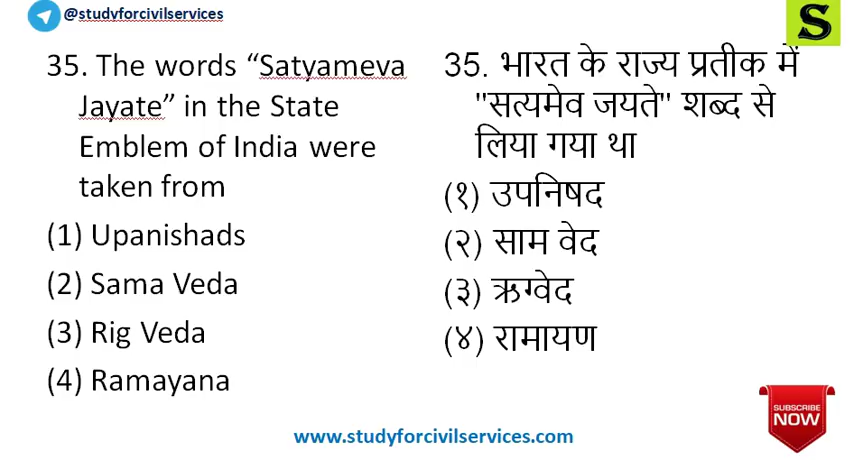 @studyforcivilservices
S
35. The words “Satyameva
Jayate” in the State
Emblem of India were
taken from
(1) Upanishads
(2) Sama Veda
(3) Rig Veda
(4) Ramayana
35. भारत के राज्य प्रतीक में
"सत्यमेव जयते" शब्द से
लिया गया था
(१) उपनिषद
(२) साम वेद
(३) ऋग्वेद
(४) रामायण
SUBSCRIBE
NOW
www.studyforcivilservices.com